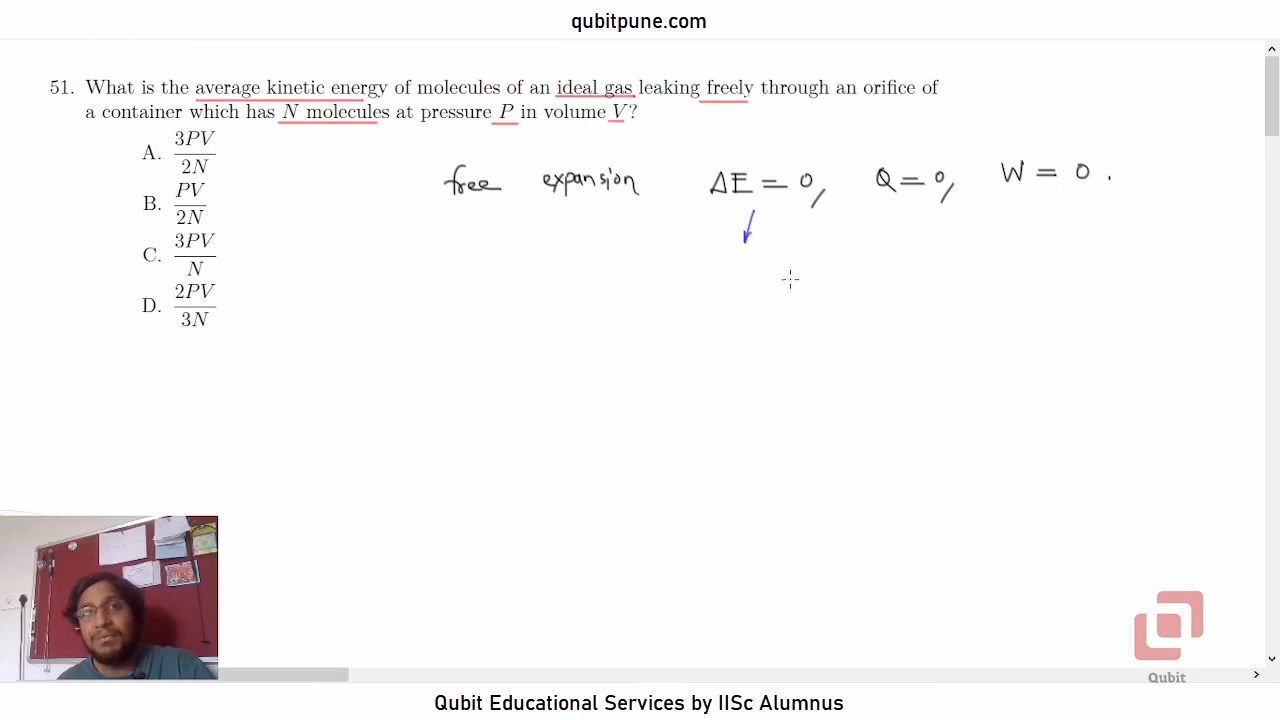 qubitpune.com
51. What is the average kinetic energy of molecules of an ideal gas leaking freely through an orifice of
a container which has N molecules at pressure P in volume V?
A. 3PV/2N
B. PV/2N
C. 3PV/N
D. 2PV/3N
free expansion ΔE = 0, Q = 0, W = 0.
Qubit
Qubit Educational Services by IISc Alumnus